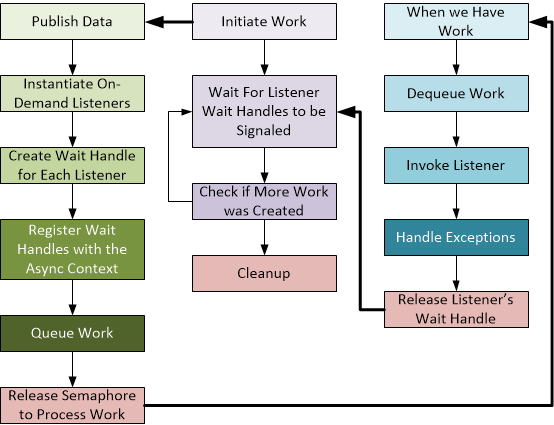 Publish Data
Instantiate On-
Demand Listeners
Create Wait Handle
for Each Listener
Register Wait
Handles with the
Async Context
Queue Work
Release Semaphore
to Process Work
Initiate Work
Wait For Listener
Wait Handles to be
Signaled
Check if More Work
was Created
Cleanup
When we Have
Work
Dequeue Work
Invoke Listener
Handle Exceptions
Release Listener's
Wait Handle